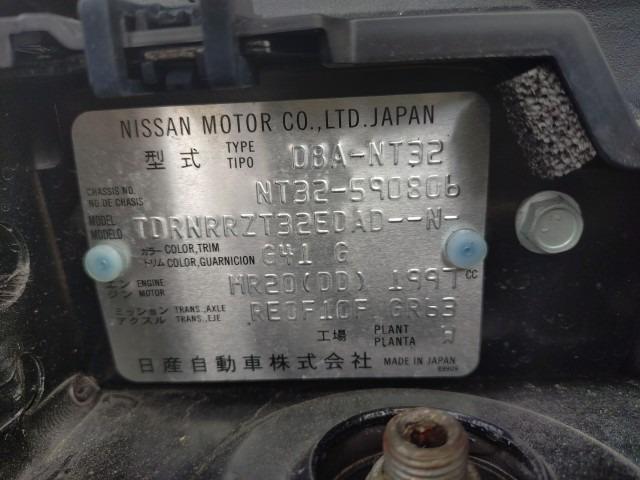 NISSAN MOTOR CO.,LTD.JAPAN
型式 TYPE TIPO DBA-NT32
CHASSIS NO. NO.DE CHASIS NT32-590806
MODEL MODELO TDRNRRZT32EDAD--N-
カラー COLOR,TRIM トリム COLOR,GUARNICION G41 G
エンジン ENGINE MOTOR HR20(DD) 1997 CC
ミッション アクスル TRANS.,AXLE TRANS.,EJE RE0F10F GR63
工場 PLANT PLANTA W
日産自動車株式会社 MADE IN JAPAN